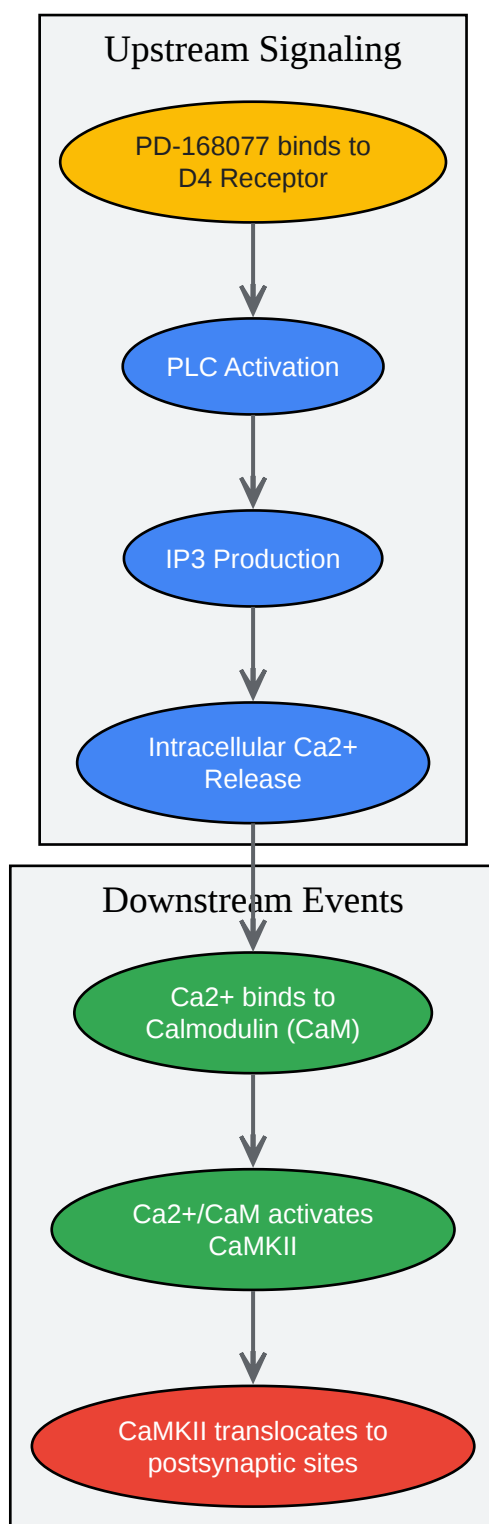 Upstream Signaling
PD-168077 binds to
D4 Receptor
PLC Activation
IP3 Production
Intracellular Ca2+
Release
Downstream Events
Ca2+ binds to
Calmodulin (CaM)
Ca2+/CaM activates
CaMKII
CaMKII translocates to
postsynaptic sites